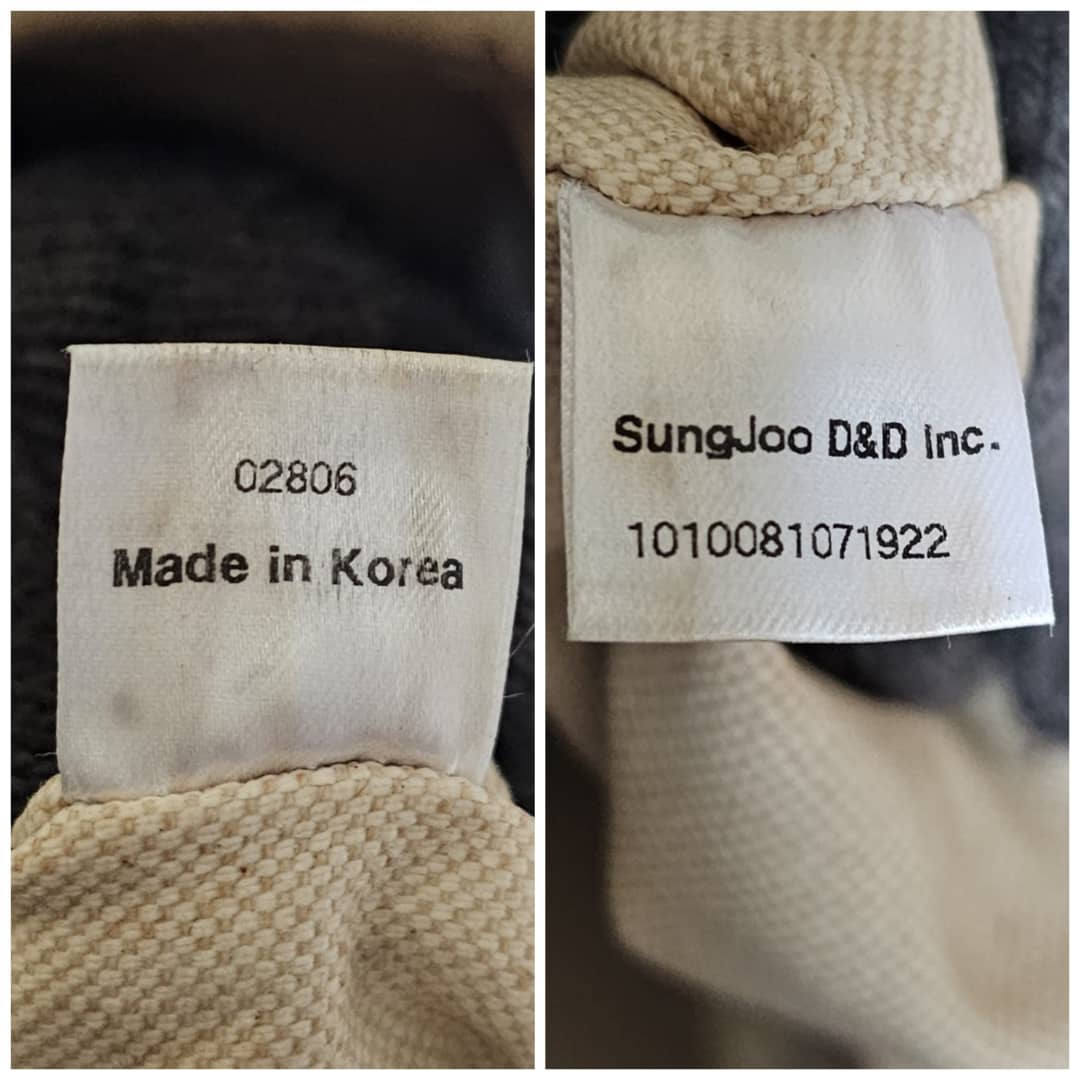 02806
Made in Korea
SungJoo D&D Inc.
1010081071922